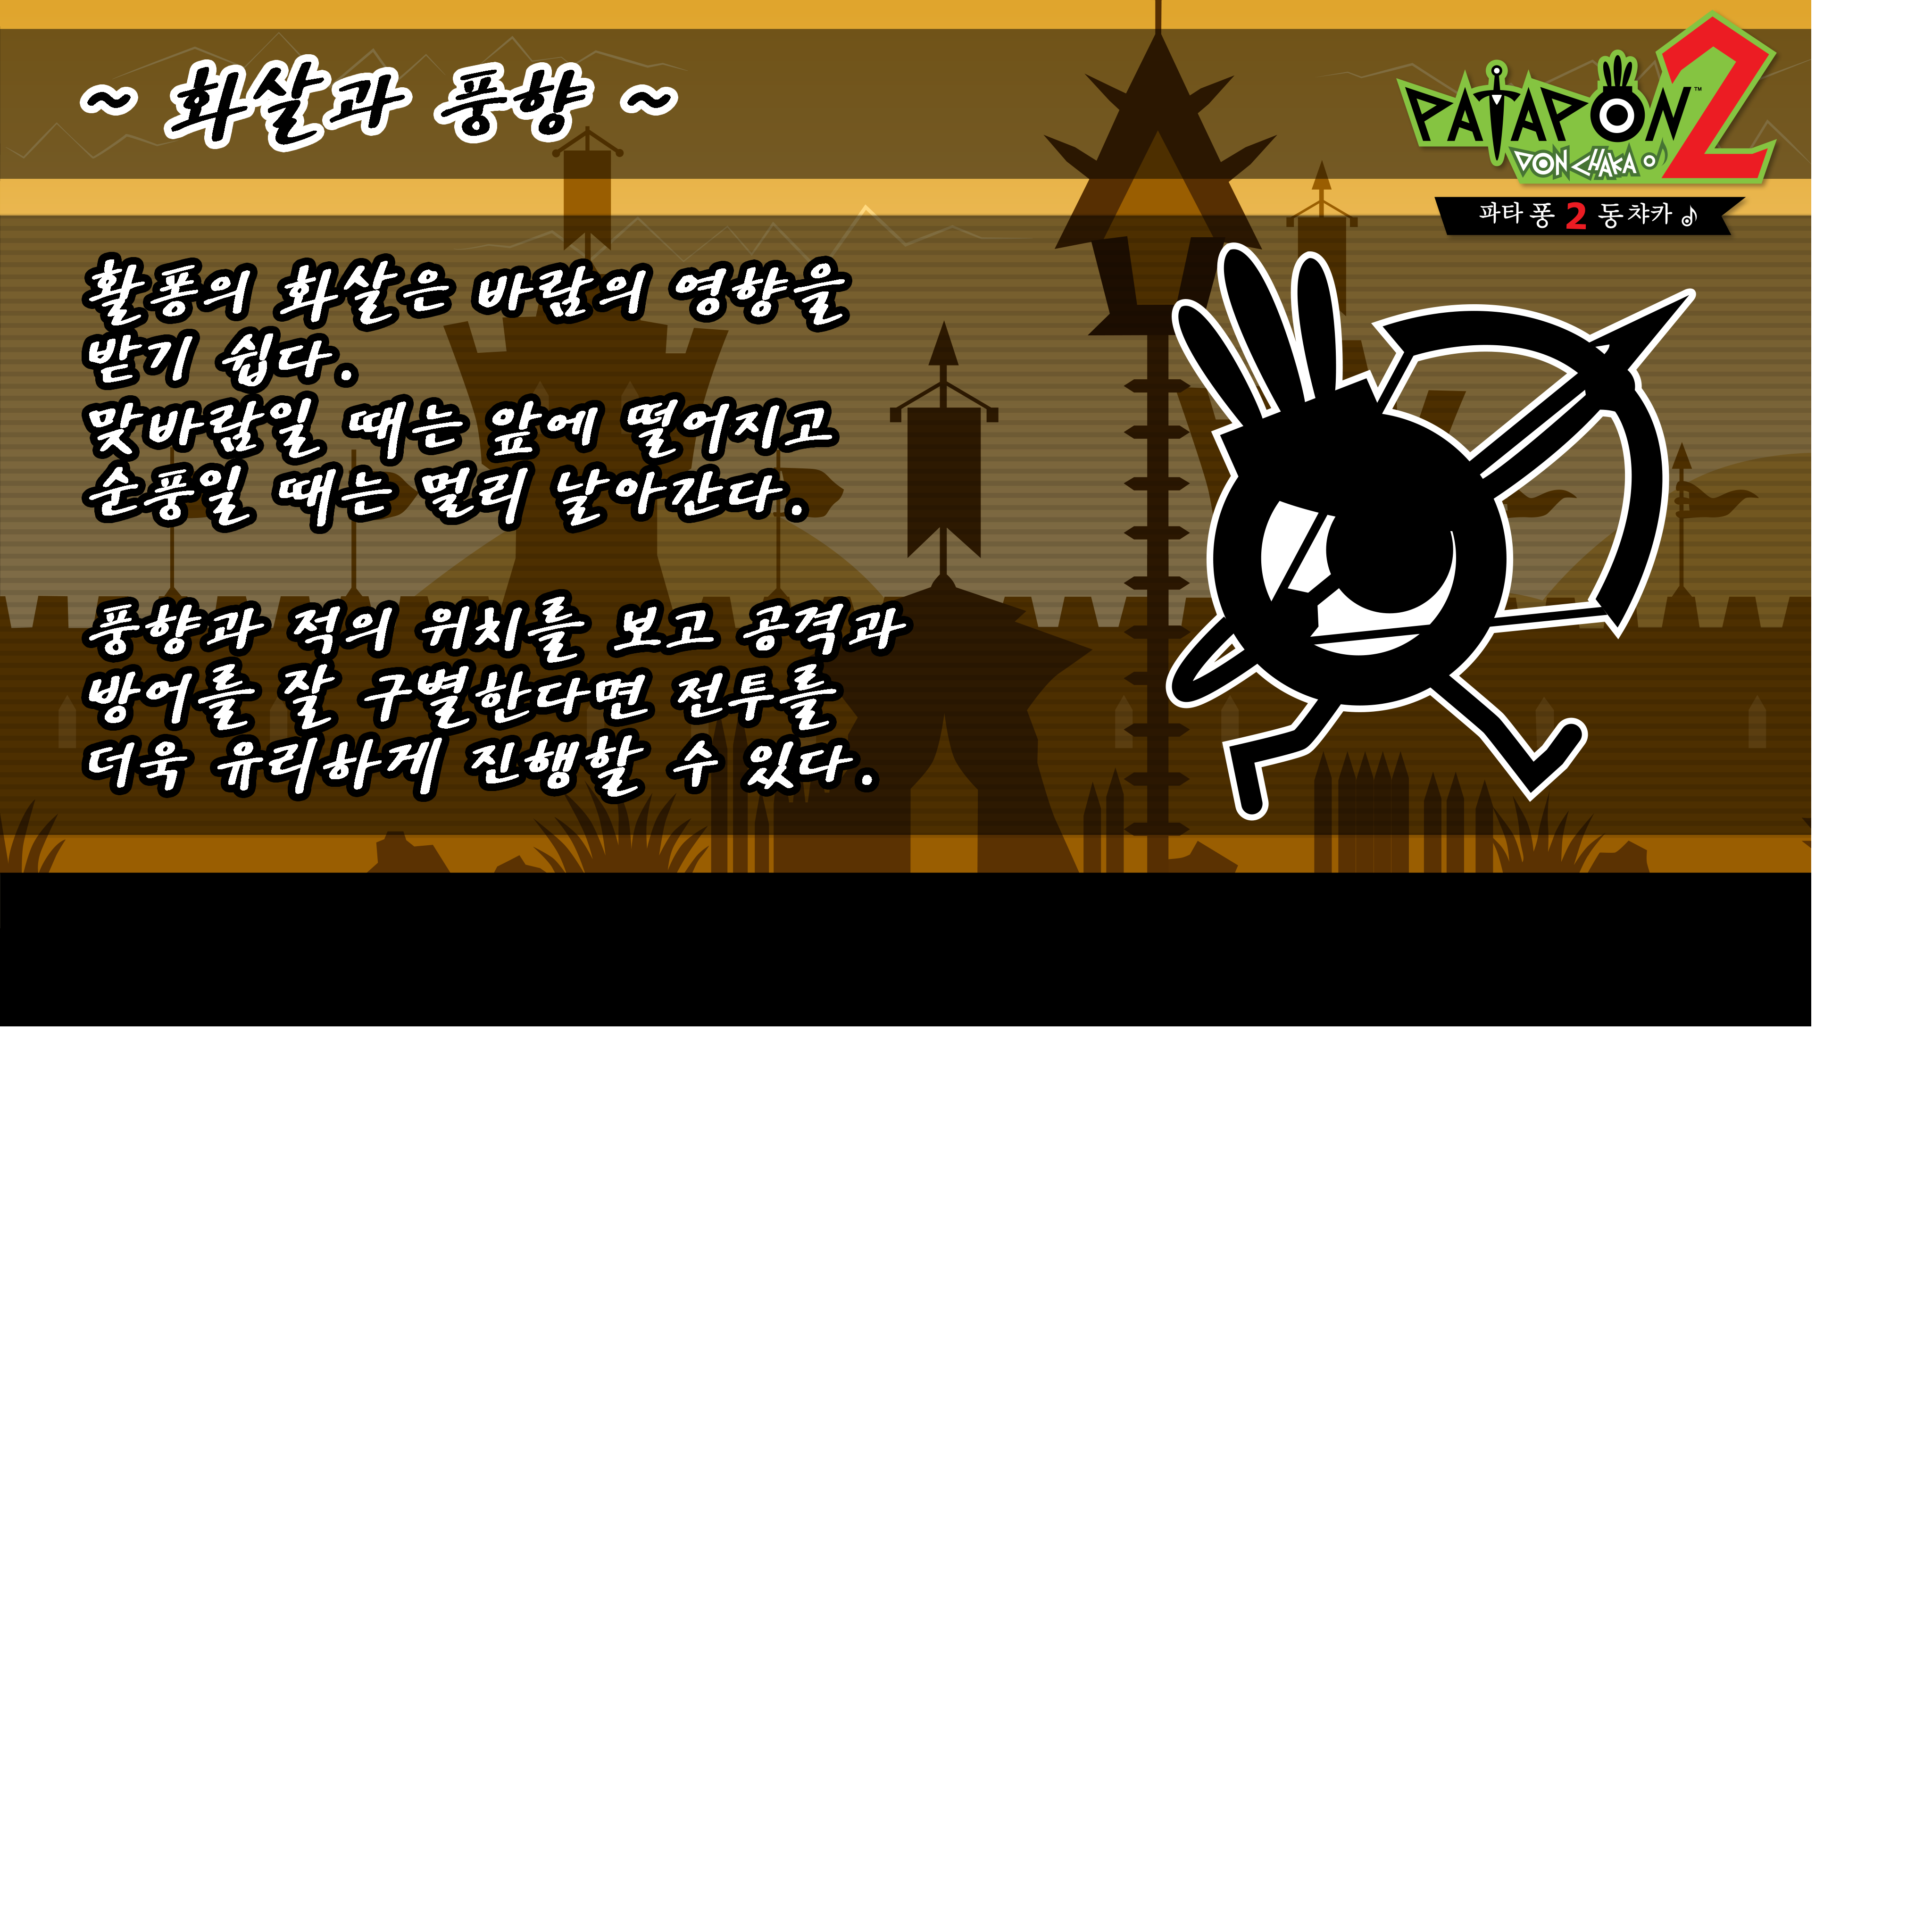 ~ 화살과 풍향 ~
PATAPON 2™
DON CHAKA ♪
파타퐁 2 동챠카 ♪
활퐁의 화살은 바람의 영향을
받기 쉽다.
맞바람일 때는 앞에 떨어지고
순풍일 때는 멀리 날아간다.
풍향과 적의 위치를 보고 공격과
방어를 잘 구별한다면 전투를
더욱 유리하게 진행할 수 있다.